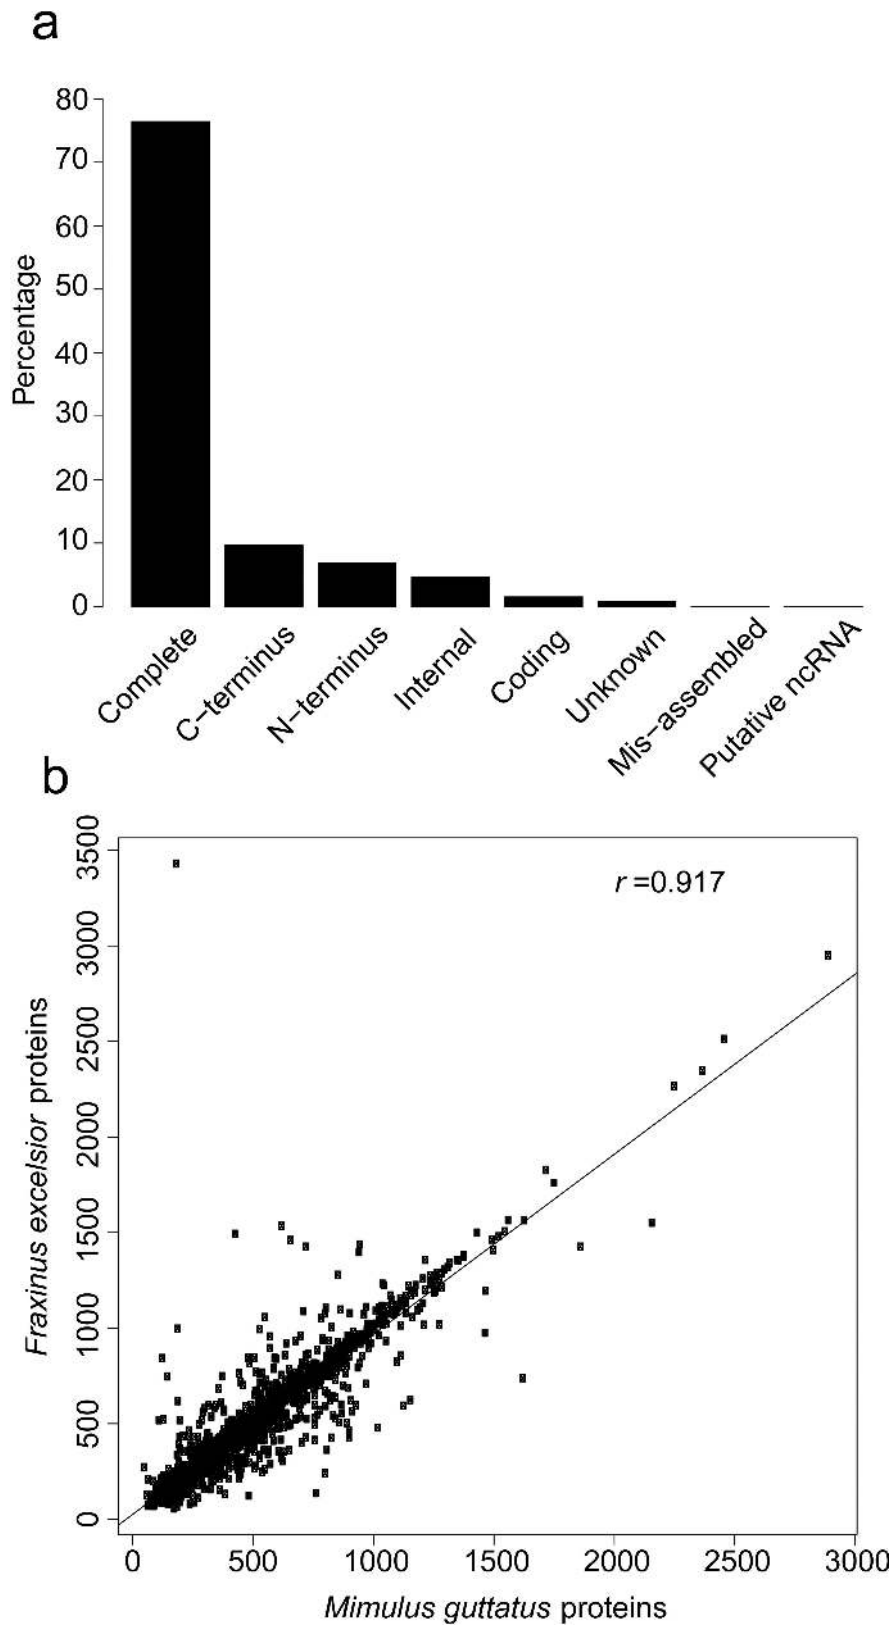 a
80
70
60
50
40
30
20
10
0
Percentage
Complete
C−terminus
N−terminus
Internal
Coding
Unknown
Mis−assembled
Putative ncRNA
b
3500
3000
2500
2000
1500
1000
500
0
Fraxinus excelsior proteins
r =0.917
0 500 1000 1500 2000 2500 3000
Mimulus guttatus proteins